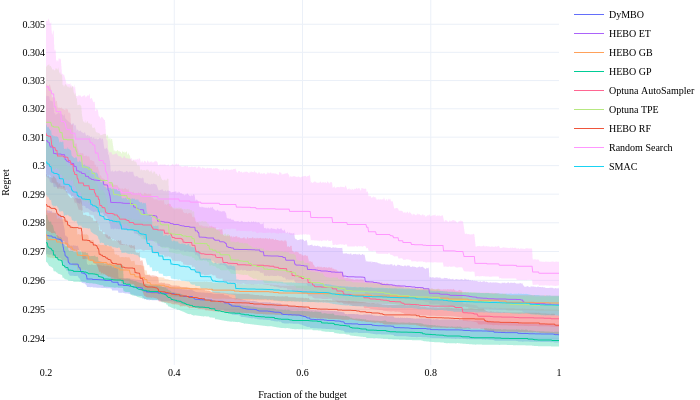 0.305
0.304
0.303
0.302
0.301
0.3
0.299
0.298
0.297
0.296
0.295
0.294
Regret
0.2
0.4
0.6
0.8
1
Fraction of the budget
DyMBO
HEBO ET
HEBO GB
HEBO GP
Optuna AutoSampler
Optuna TPE
HEBO RF
Random Search
SMAC